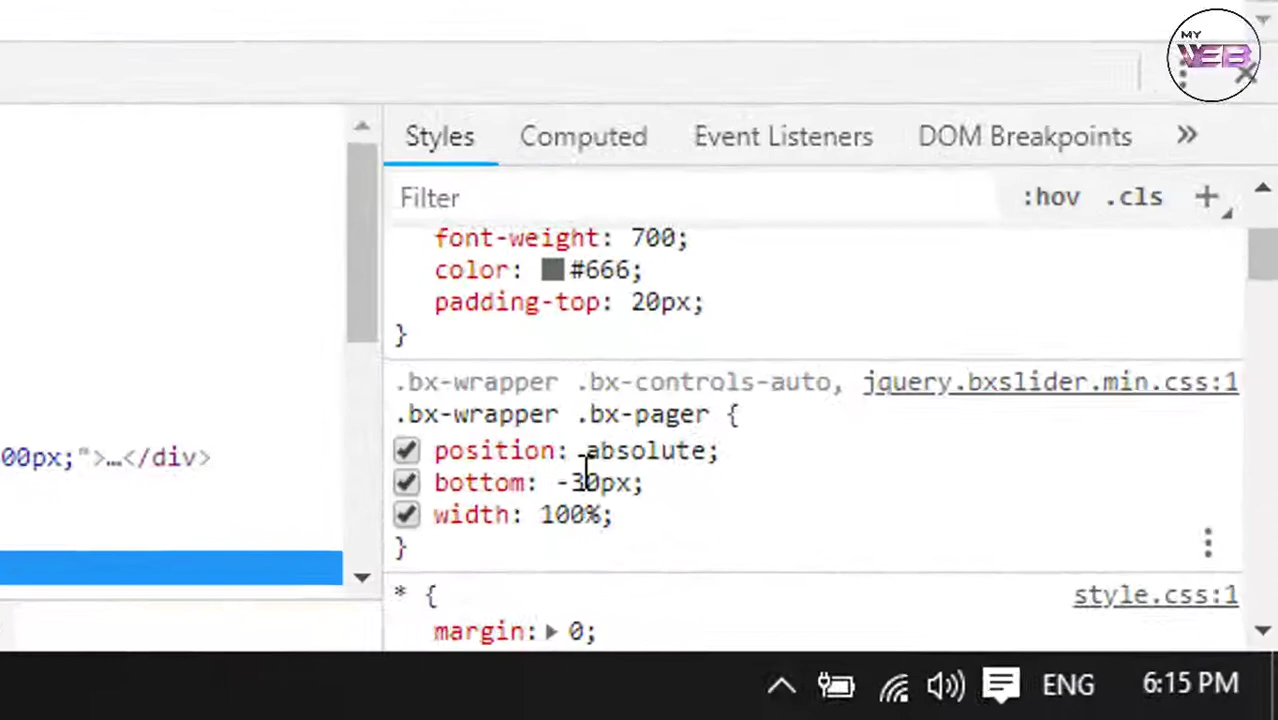 MY
WEB
Styles Computed Event Listeners DOM Breakpoints »
Filter :hov .cls +
font-weight: 700;
color: #666;
padding-top: 20px;
}
.bx-wrapper .bx-controls-auto, jquery.bxslider.min.css:1
.bx-wrapper .bx-pager {
00px;">…</div>
position: absolute;
bottom: -30px;
width: 100%;
}
* { style.css:1
margin: 0;
ENG 6:15 PM